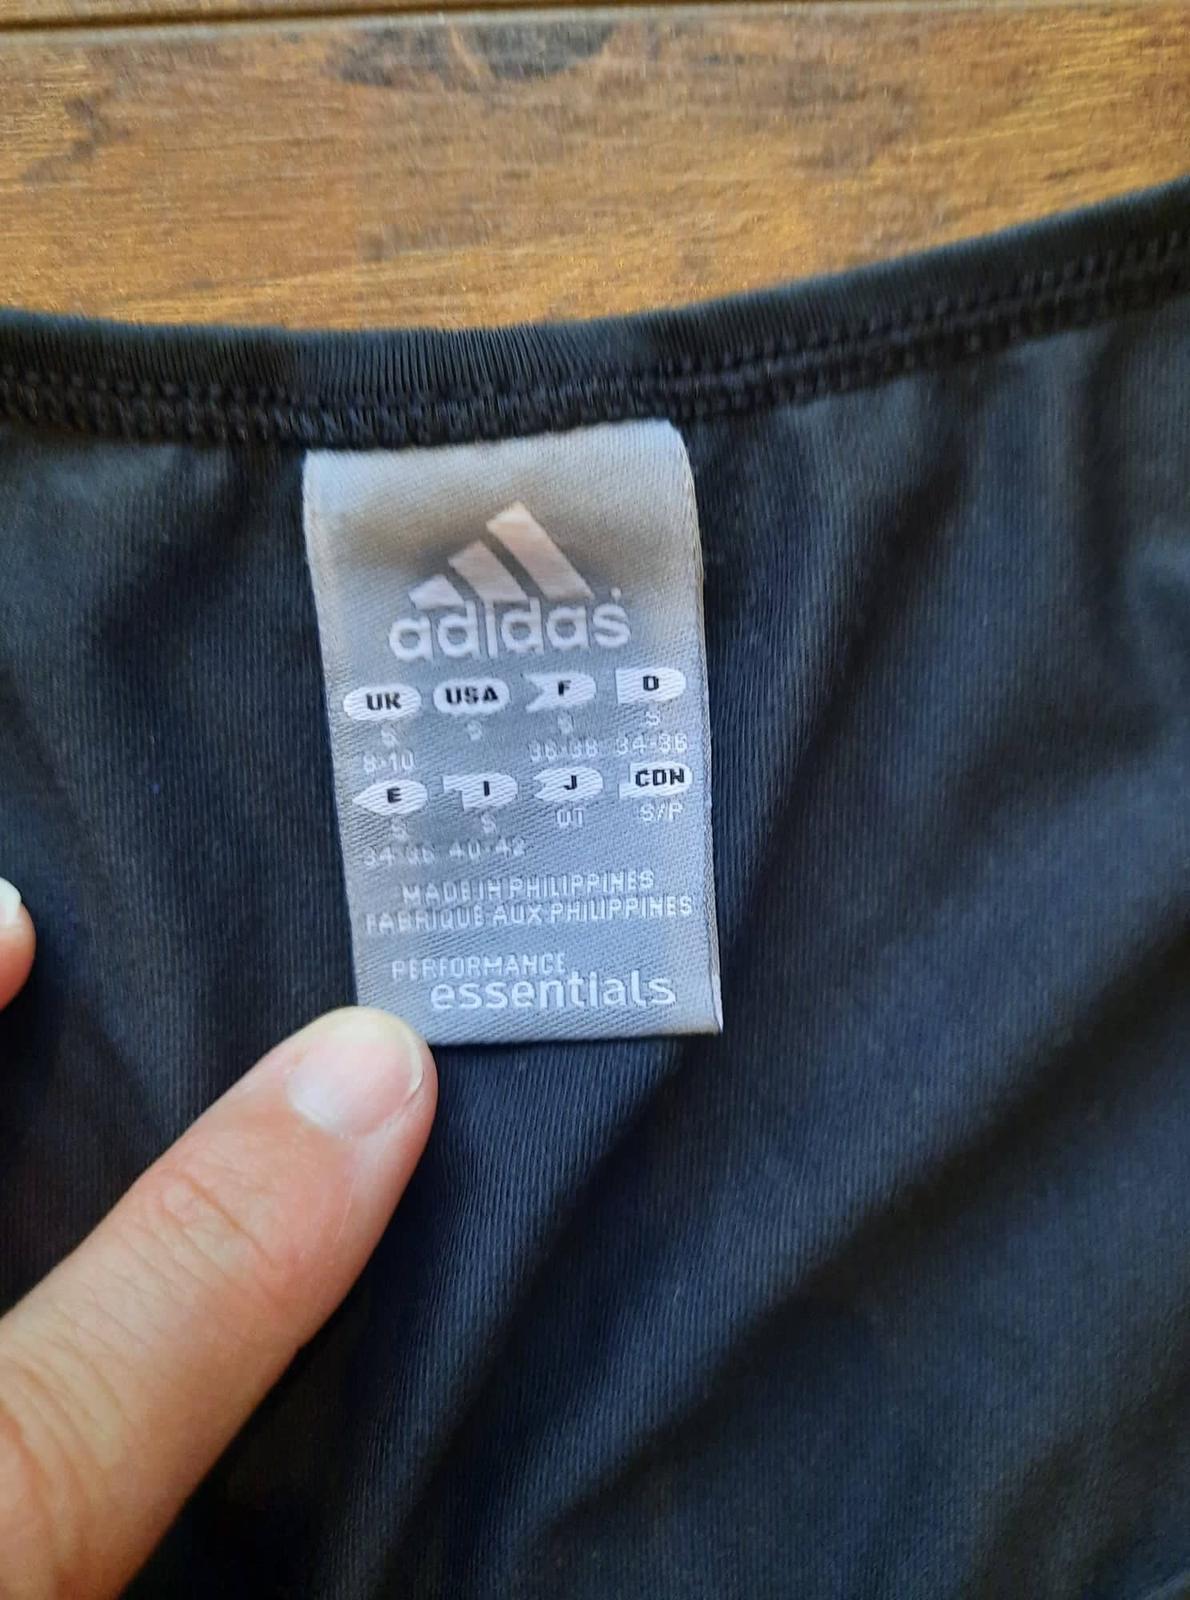 adidas
UK USA F D
S S S S
8-10 36-38 34-36
E I J CDN
S S OT S/P
34-36 40-42
MADE IN PHILIPPINES
FABRIQUE AUX PHILIPPINES
PERFORMANCE
essentials